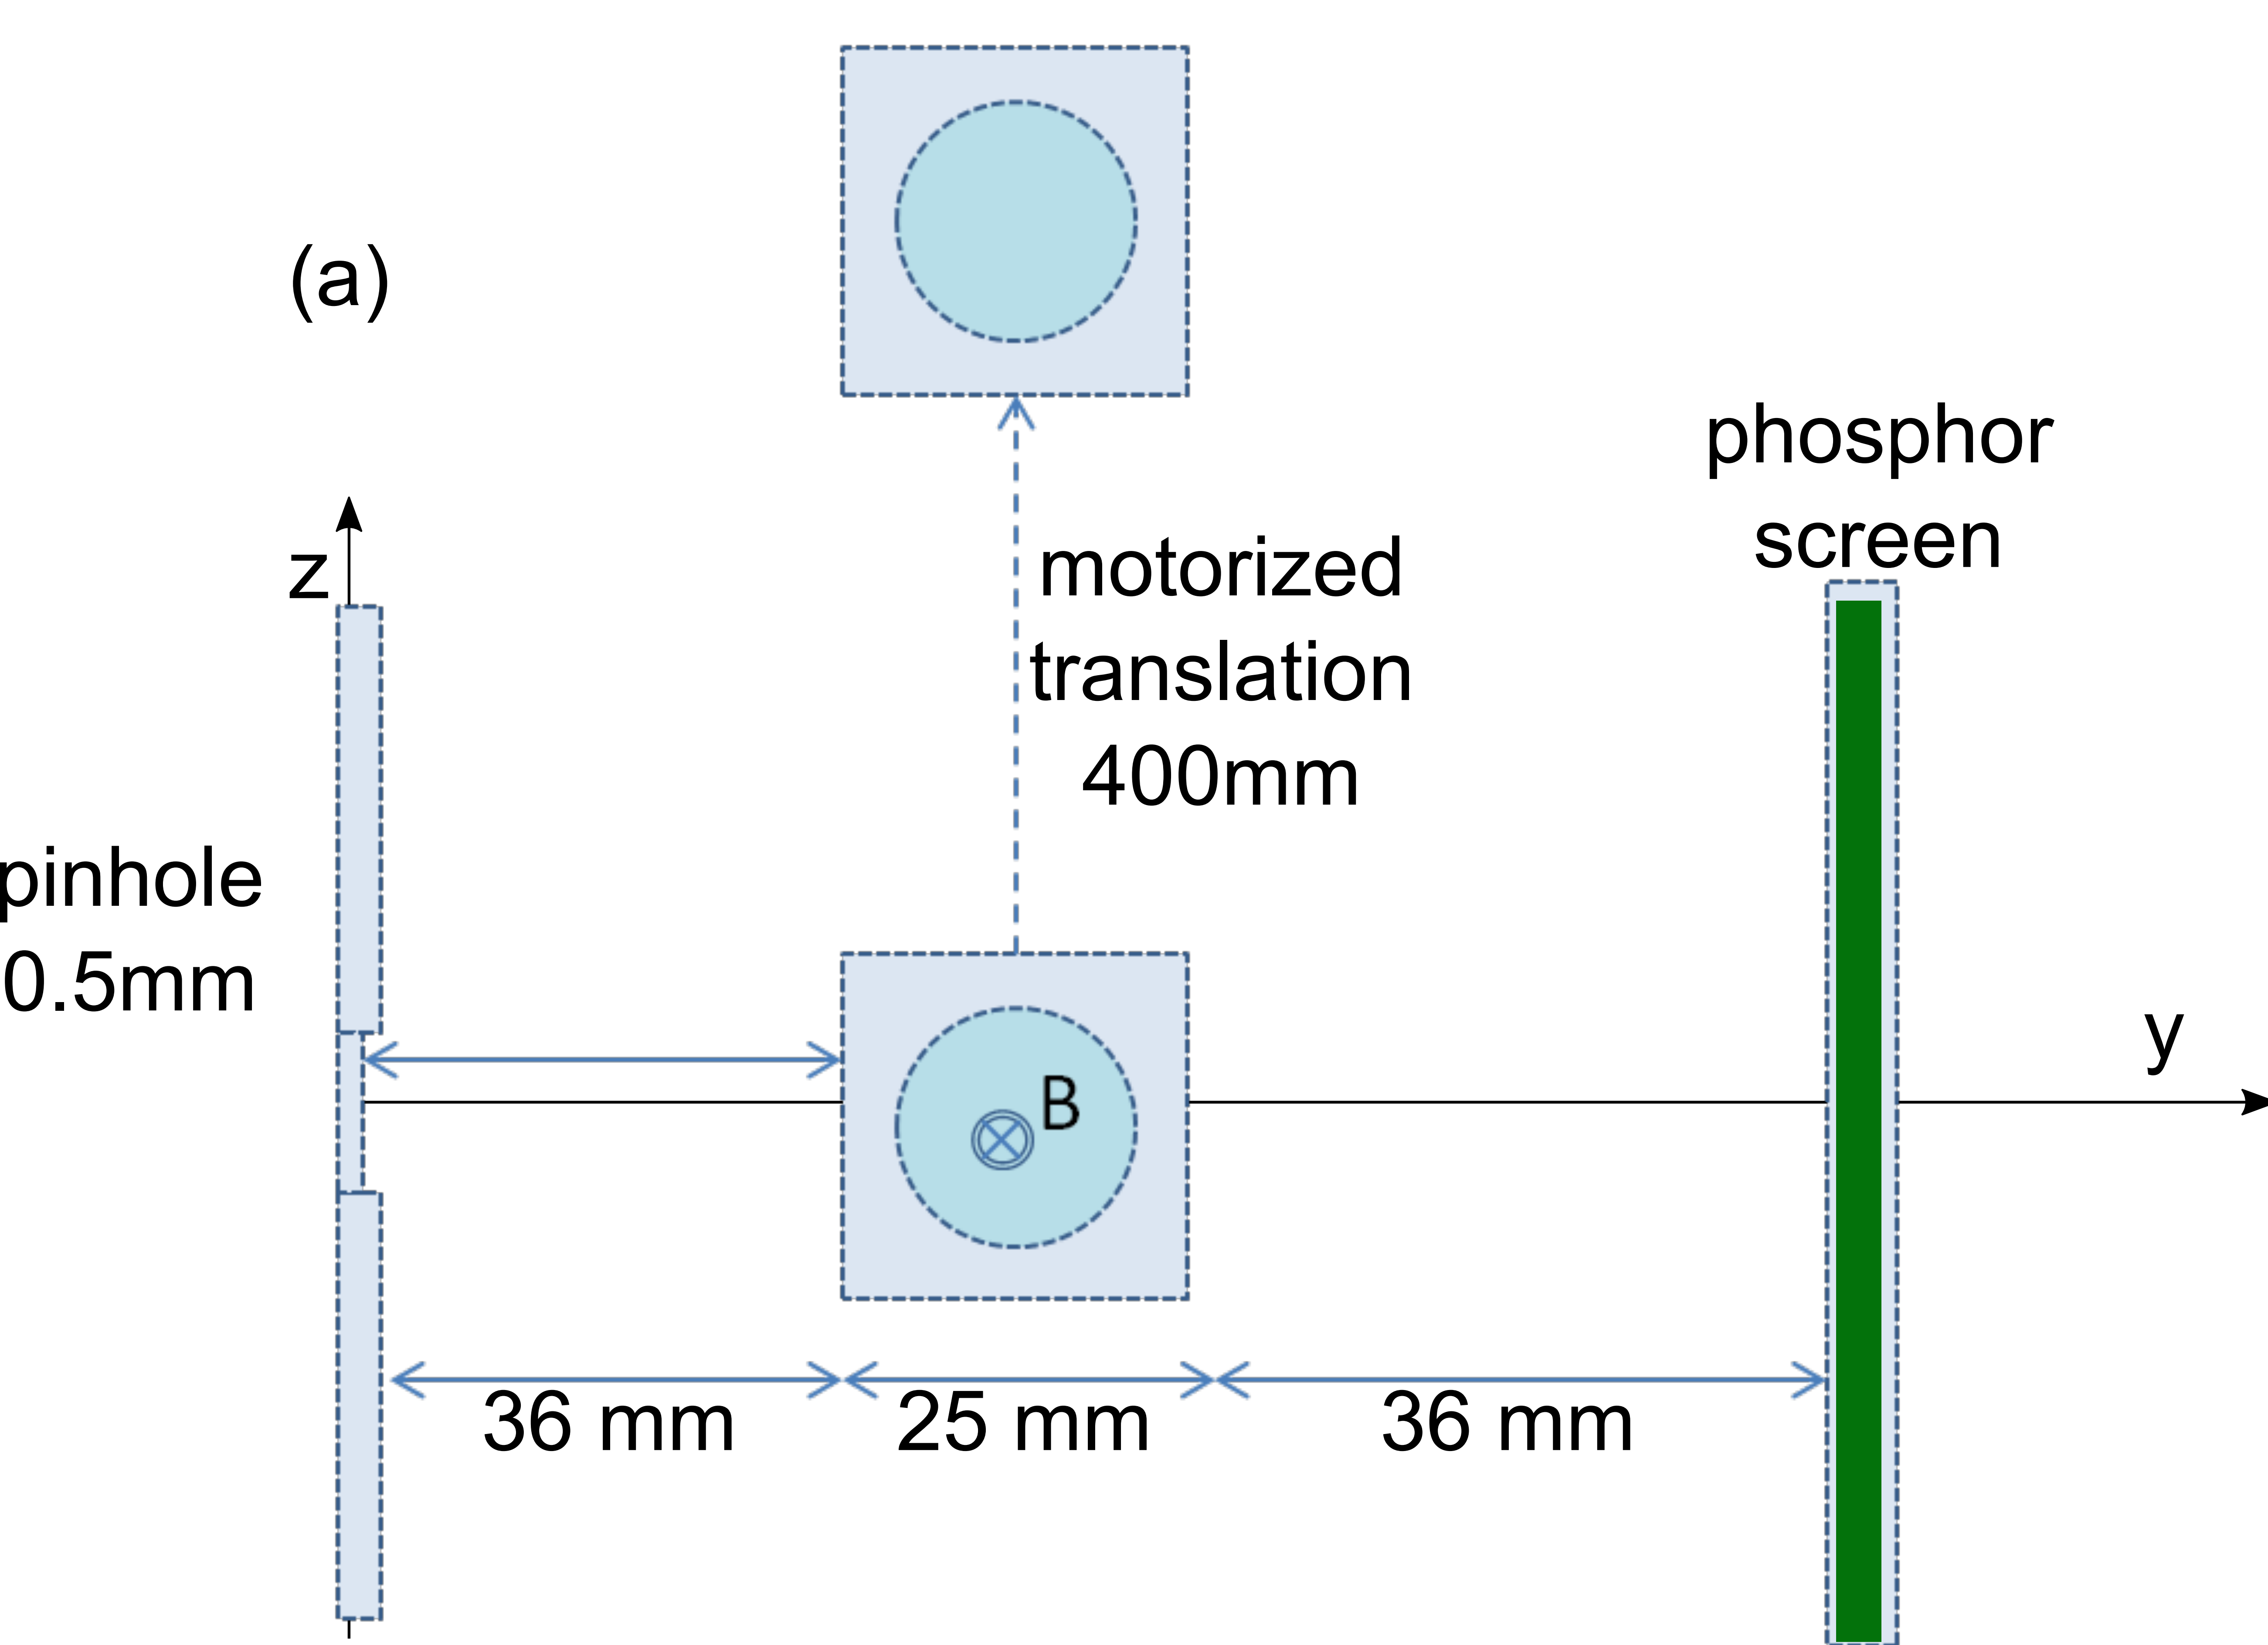 (a)
phosphor
screen
z
motorized
translation
400mm
pinhole
0.5mm
y
B
36 mm
25 mm
36 mm